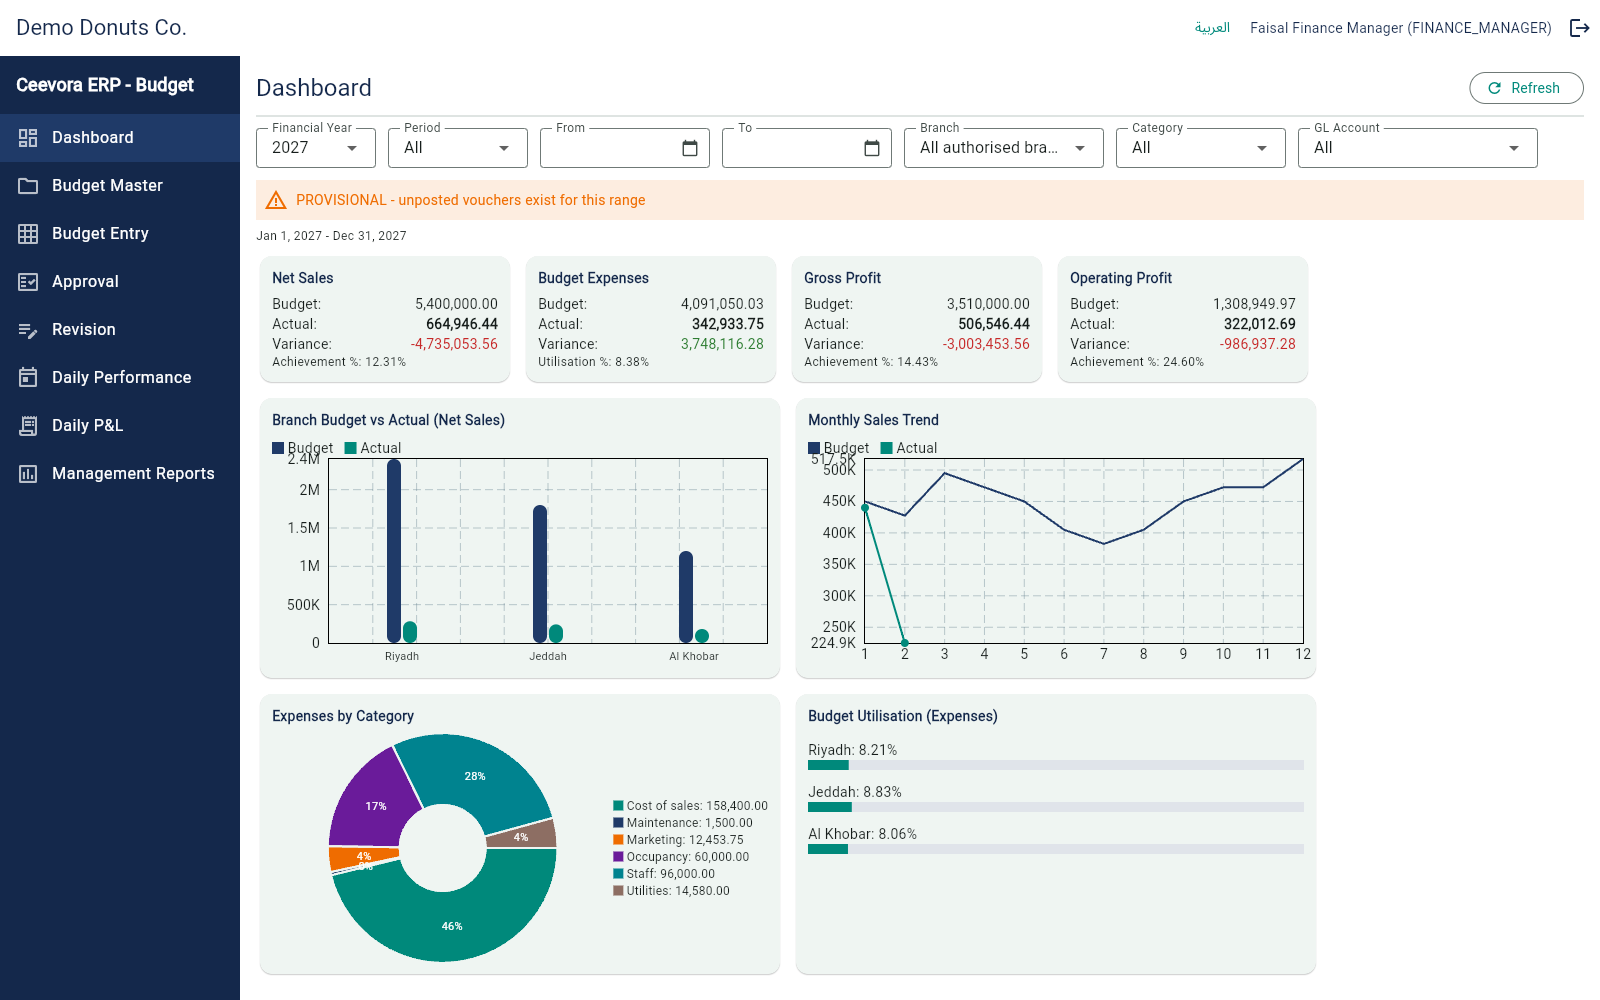 Demo Donuts Co.
العربية
Faisal Finance Manager (FINANCE_MANAGER)
Ceevora ERP - Budget
Dashboard
Budget Master
Budget Entry
Approval
Revision
Daily Performance
Daily P&L
Management Reports
Dashboard
Refresh
Financial Year
2027
Period
All
From
To
Branch
All authorised bra...
Category
All
GL Account
All
PROVISIONAL - unposted vouchers exist for this range
Jan 1, 2027 - Dec 31, 2027
Net Sales
Budget: 5,400,000.00
Actual: 664,946.44
Variance: -4,735,053.56
Achievement %: 12.31%
Budget Expenses
Budget: 4,091,050.03
Actual: 342,933.75
Variance: 3,748,116.28
Utilisation %: 8.38%
Gross Profit
Budget: 3,510,000.00
Actual: 506,546.44
Variance: -3,003,453.56
Achievement %: 14.43%
Operating Profit
Budget: 1,308,949.97
Actual: 322,012.69
Variance: -986,937.28
Achievement %: 24.60%
Branch Budget vs Actual (Net Sales)
Budget Actual
2.4M
2M
1.5M
1M
500K
0
Riyadh Jeddah Al Khobar
Monthly Sales Trend
Budget Actual
517.5K
500K
450K
400K
350K
300K
250K
224.9K
1 2 3 4 5 6 7 8 9 10 11 12
Expenses by Category
28%
17%
4%
4%
0%
46%
Cost of sales: 158,400.00
Maintenance: 1,500.00
Marketing: 12,453.75
Occupancy: 60,000.00
Staff: 96,000.00
Utilities: 14,580.00
Budget Utilisation (Expenses)
Riyadh: 8.21%
Jeddah: 8.83%
Al Khobar: 8.06%